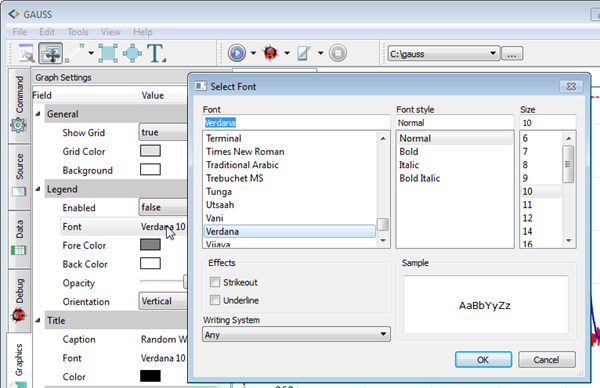 GAUSS
File Edit Tools View Help
C:\gauss ...
Command
Source
Data
Debug
Graphics
Graph Settings
Field Value
General
Show Grid true
Grid Color
Background
Legend
Enabled false
Font Verdana 10
Fore Color
Back Color
Opacity
Orientation Vertical
Title
Caption Random W
Font Verdana 10
Color
Select Font
Font
Verdana
Terminal
Times New Roman
Traditional Arabic
Trebuchet MS
Tunga
Utsaah
Vani
Verdana
Vijaya
Font style
Normal
Normal
Bold
Italic
Bold Italic
Size
10
6
7
8
9
10
11
12
14
16
Effects
Strikeout
Underline
Writing System
Any
Sample
AaBbYyZz
OK Cancel